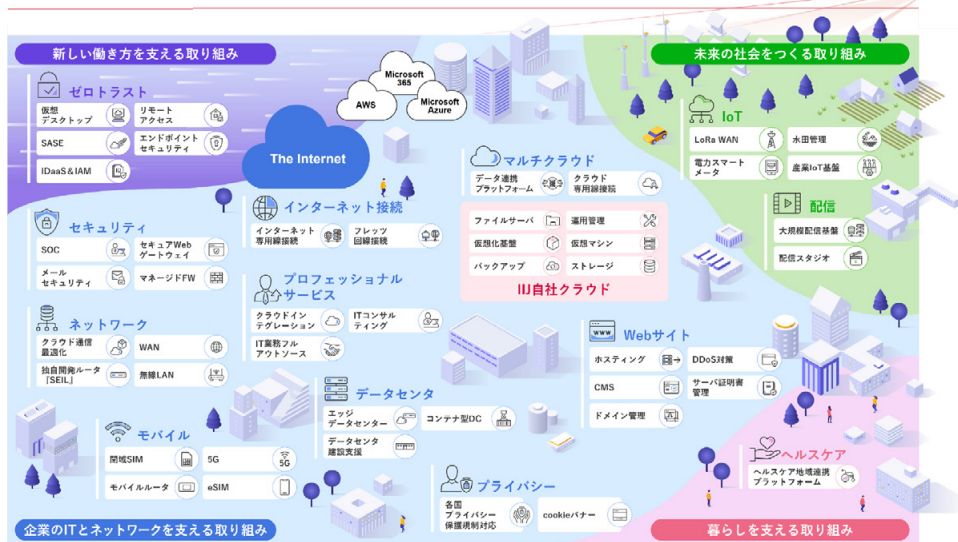 新しい働き方を支える取り組み
ゼロトラスト
仮想
デスクトップ
リモート
アクセス
SASE
エンドポイント
セキュリティ
IDaaS＆IAM
Microsoft
365
AWS
Microsoft
Azure
The Internet
未来の社会をつくる取り組み
IoT
LoRa WAN
水田管理
電力スマート
メータ
産業IoT基盤
配信
大規模配信基盤
配信スタジオ
マルチクラウド
データ連携
プラットフォーム
クラウド
専用線接続
ファイルサーバ
運用管理
仮想化基盤
仮想マシン
バックアップ
ストレージ
IIJ自社クラウド
セキュリティ
SOC
セキュアWeb
ゲートウェイ
メール
セキュリティ
マネージドFW
インターネット接続
インターネット
専用線接続
フレッツ
回線接続
プロフェッショナル
サービス
クラウドイン
テグレーション
ITコンサル
ティング
IT業務フル
アウトソース
ネットワーク
クラウド通信
最適化
WAN
独自開発ルータ
『SEIL』
無線LAN
Webサイト
WWW
ホスティング
DDoS対策
CMS
サーバ証明書
管理
ドメイン管理
データセンタ
エッジ
データセンター
コンテナ型DC
データセンタ
建設支援
モバイル
閉域SIM
5G
5G
モバイルルータ
eSIM
プライバシー
各国
プライバシー
保護規制対応
cookieバナー
ヘルスケア
ヘルスケア地域連携
プラットフォーム
企業のITとネットワークを支える取り組み
暮らしを支える取り組み